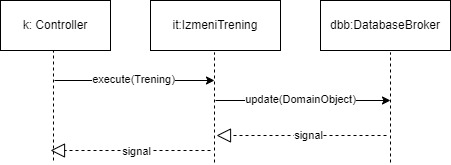 k: Controller
it:IzmeniTrening
dbb:DatabaseBroker
execute(Trening)
update(DomainObject)
signal
signal